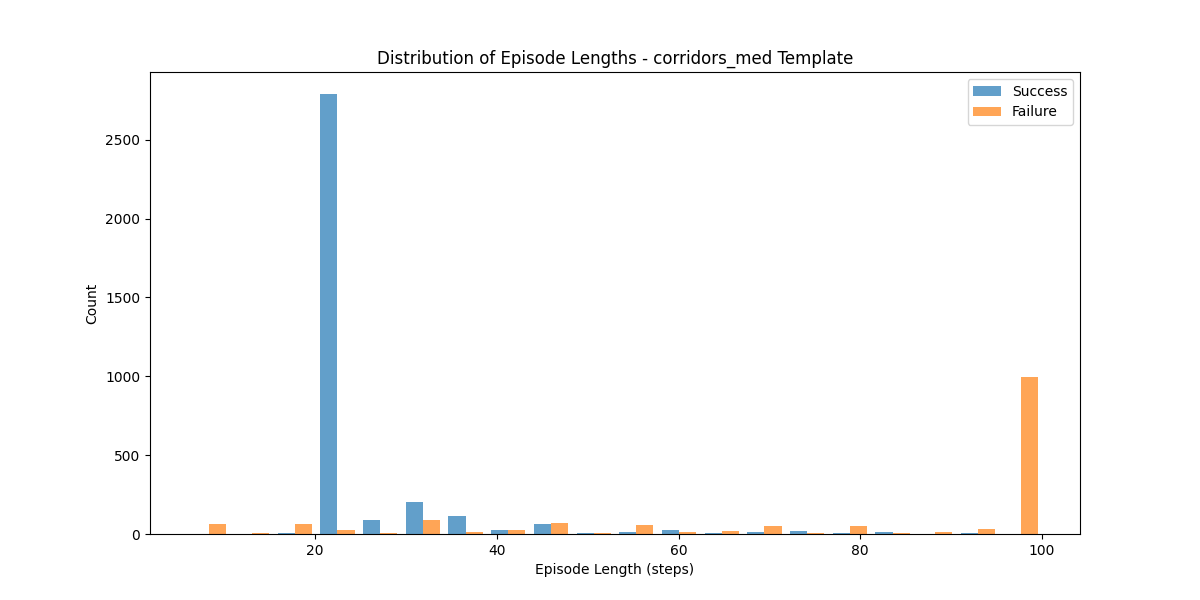 Distribution of Episode Lengths - corridors_med Template
Success
Failure
2500
2000
1500
1000
500
0
Count
20
40
60
80
100
Episode Length (steps)